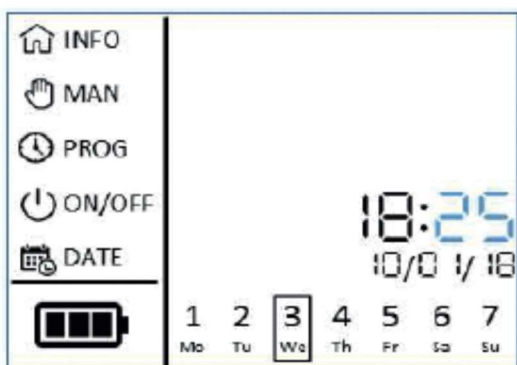 INFO
MAN
PROG
ON/OFF
DATE
18:25
10/01/18
1 2 3 4 5 6 7
Mo Tu We Th Fr Sa Su